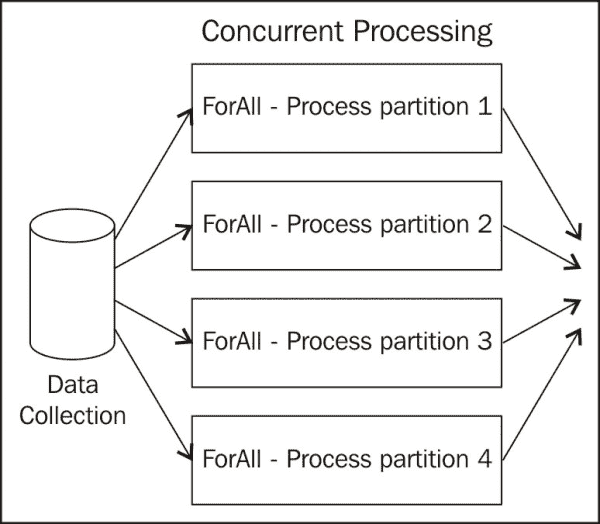 Concurrent Processing
ForAll - Process partition 1
ForAll - Process partition 2
ForAll - Process partition 3
ForAll - Process partition 4
Data
Collection